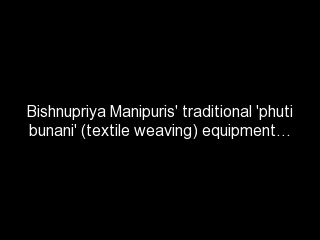 Bishnupriya Manipuris' traditional 'phuti
bunani' (textile weaving) equipment…